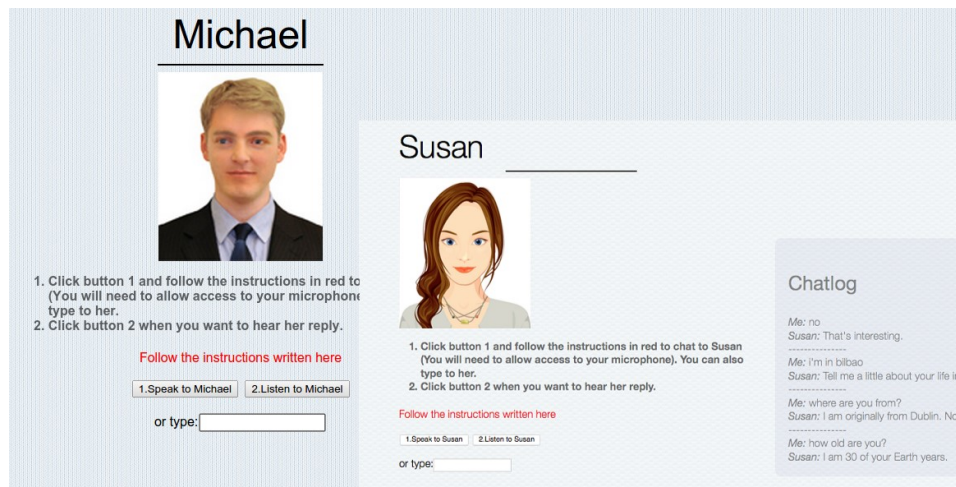 Michael
1. Click button 1 and follow the instructions in red to
(You will need to allow access to your microphone
type to her.
2. Click button 2 when you want to hear her reply.
Follow the instructions written here
1.Speak to Michael 2.Listen to Michael
or type:
Susan
1. Click button 1 and follow the instructions in red to chat to Susan
(You will need to allow access to your microphone). You can also
type to her.
2. Click button 2 when you want to hear her reply.
Follow the instructions written here
1.Speak to Susan 2.Listen to Susan
or type:
Chatlog
Me: no
Susan: That's interesting.
---------------
Me: i'm in bilbao
Susan: Tell me a little about your life
---------------
Me: where are you from?
Susan: I am originally from Dublin.
---------------
Me: how old are you?
Susan: I am 30 of your Earth years.